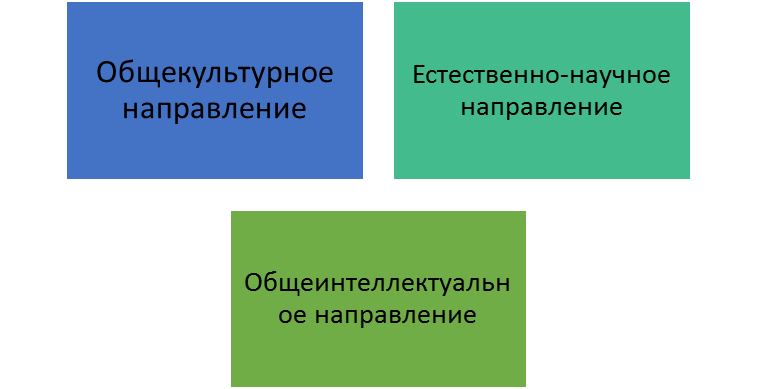 Общекультурное
направление
Естественно-научное
направление
Общеинтеллектуальн
ое направление